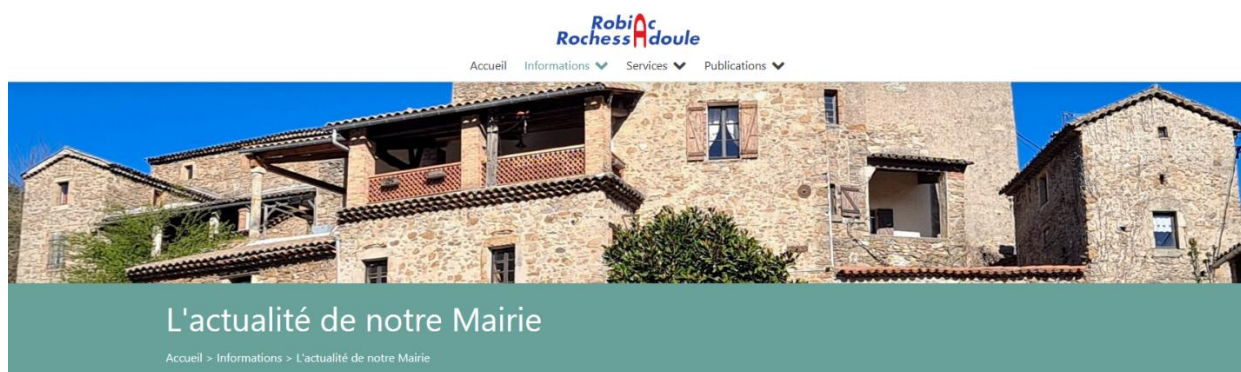 Robiac
RochessAdoule
Accueil Informations Services Publications
L'actualité de notre Mairie
Accueil > Informations > L'actualité de notre Mairie